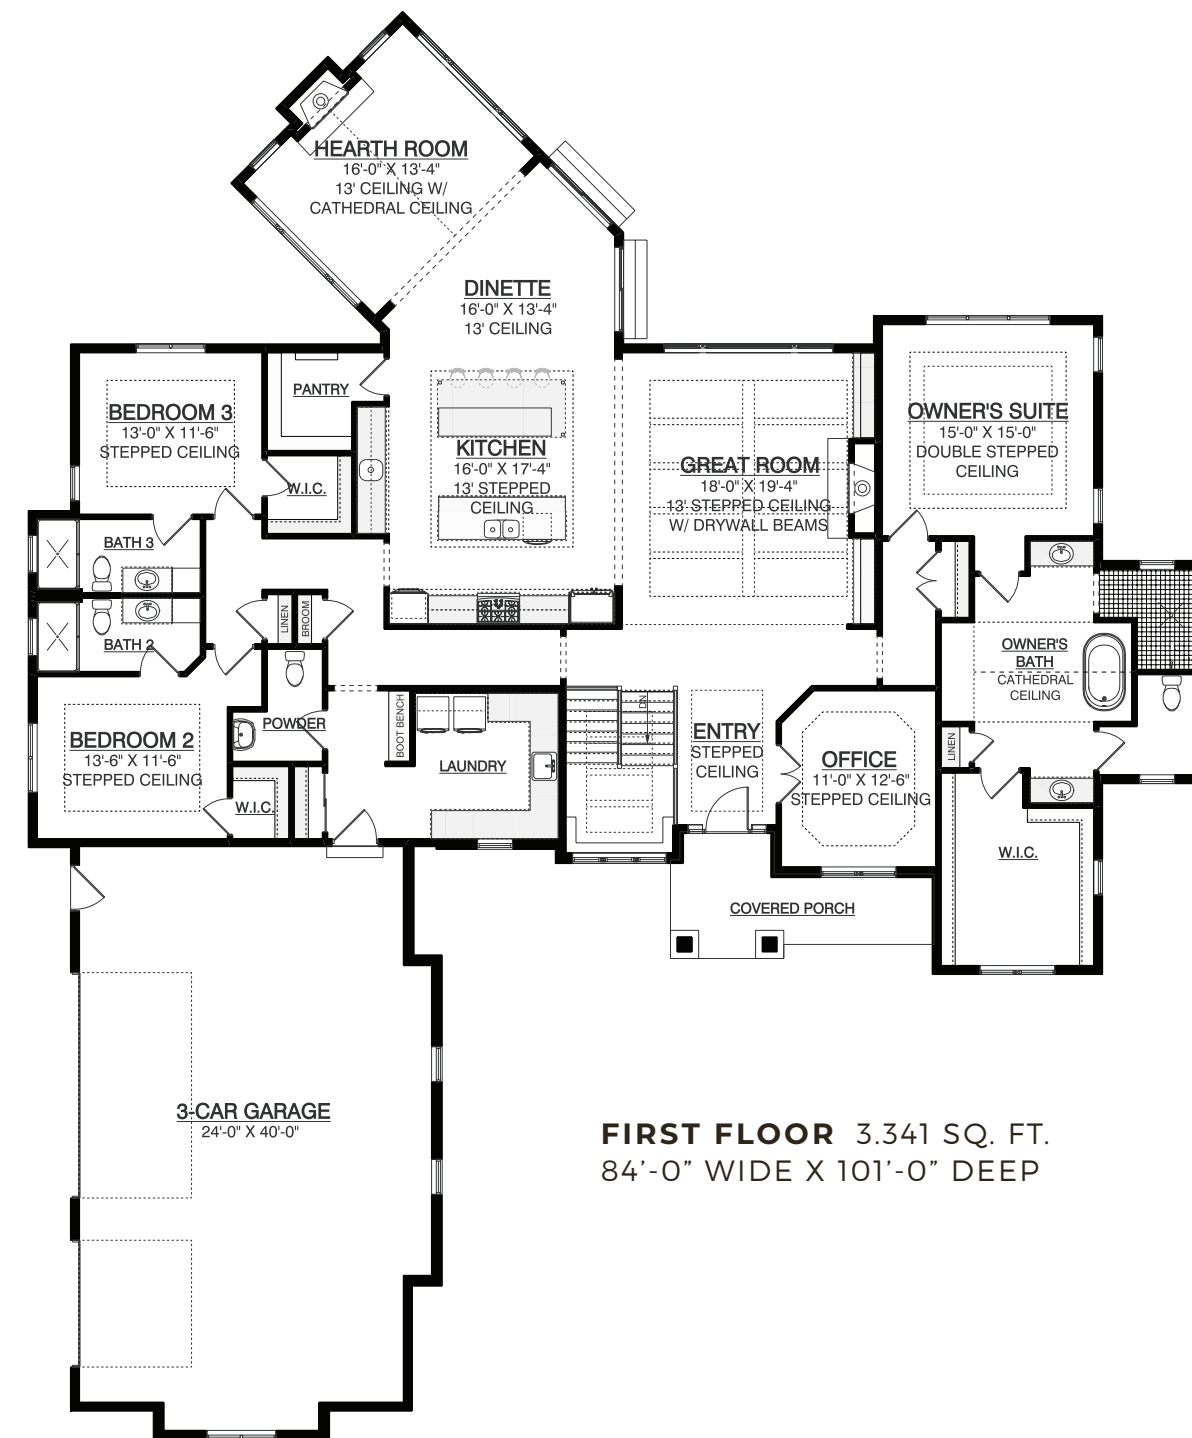 HEARTH ROOM
16'-0" X 13'-4"
13' CEILING W/
CATHEDRAL CEILING
DINETTE
16'-0" X 13'-4"
13' CEILING
PANTRY
BEDROOM 3
13'-0" X 11'-6"
STEPPED CEILING
KITCHEN
16'-0" X 17'-4"
13' STEPPED
CEILING
GREAT ROOM
18'-0" X 19'-4"
13' STEPPED CEILING
W/ DRYWALL BEAMS
OWNER'S SUITE
15'-0" X 15'-0"
DOUBLE STEPPED
CEILING
W.I.C.
BATH 3
BATH 2
LINEN
BROOM
OWNER'S
BATH
CATHEDRAL
CEILING
POWDER
BOOT BENCH
LAUNDRY
DN
ENTRY
STEPPED
CEILING
OFFICE
11'-0" X 12'-6"
STEPPED CEILING
LINEN
BEDROOM 2
13'-6" X 11'-6"
STEPPED CEILING
W.I.C.
W.I.C.
COVERED PORCH
3-CAR GARAGE
24'-0" X 40'-0"
FIRST FLOOR 3.341 SQ. FT.
84'-0" WIDE X 101'-0" DEEP